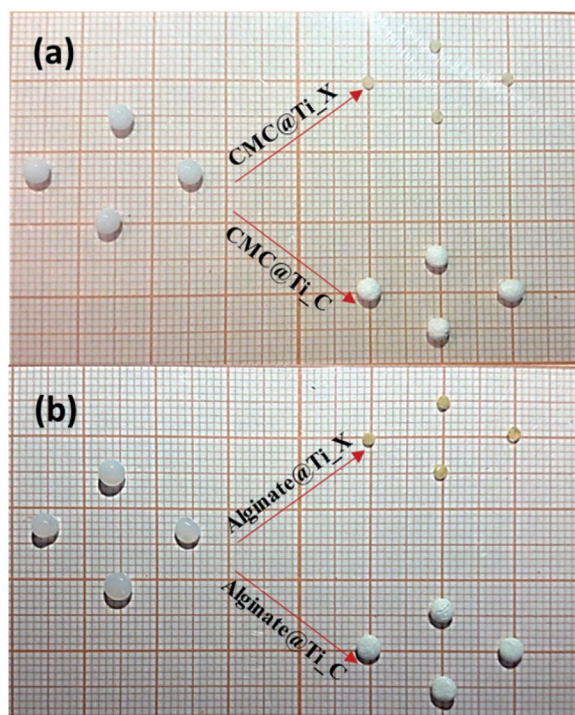 (a)
CMC@Ti_X
CMC@Ti_C
(b)
Alginate@Ti_X
Alginate@Ti_C